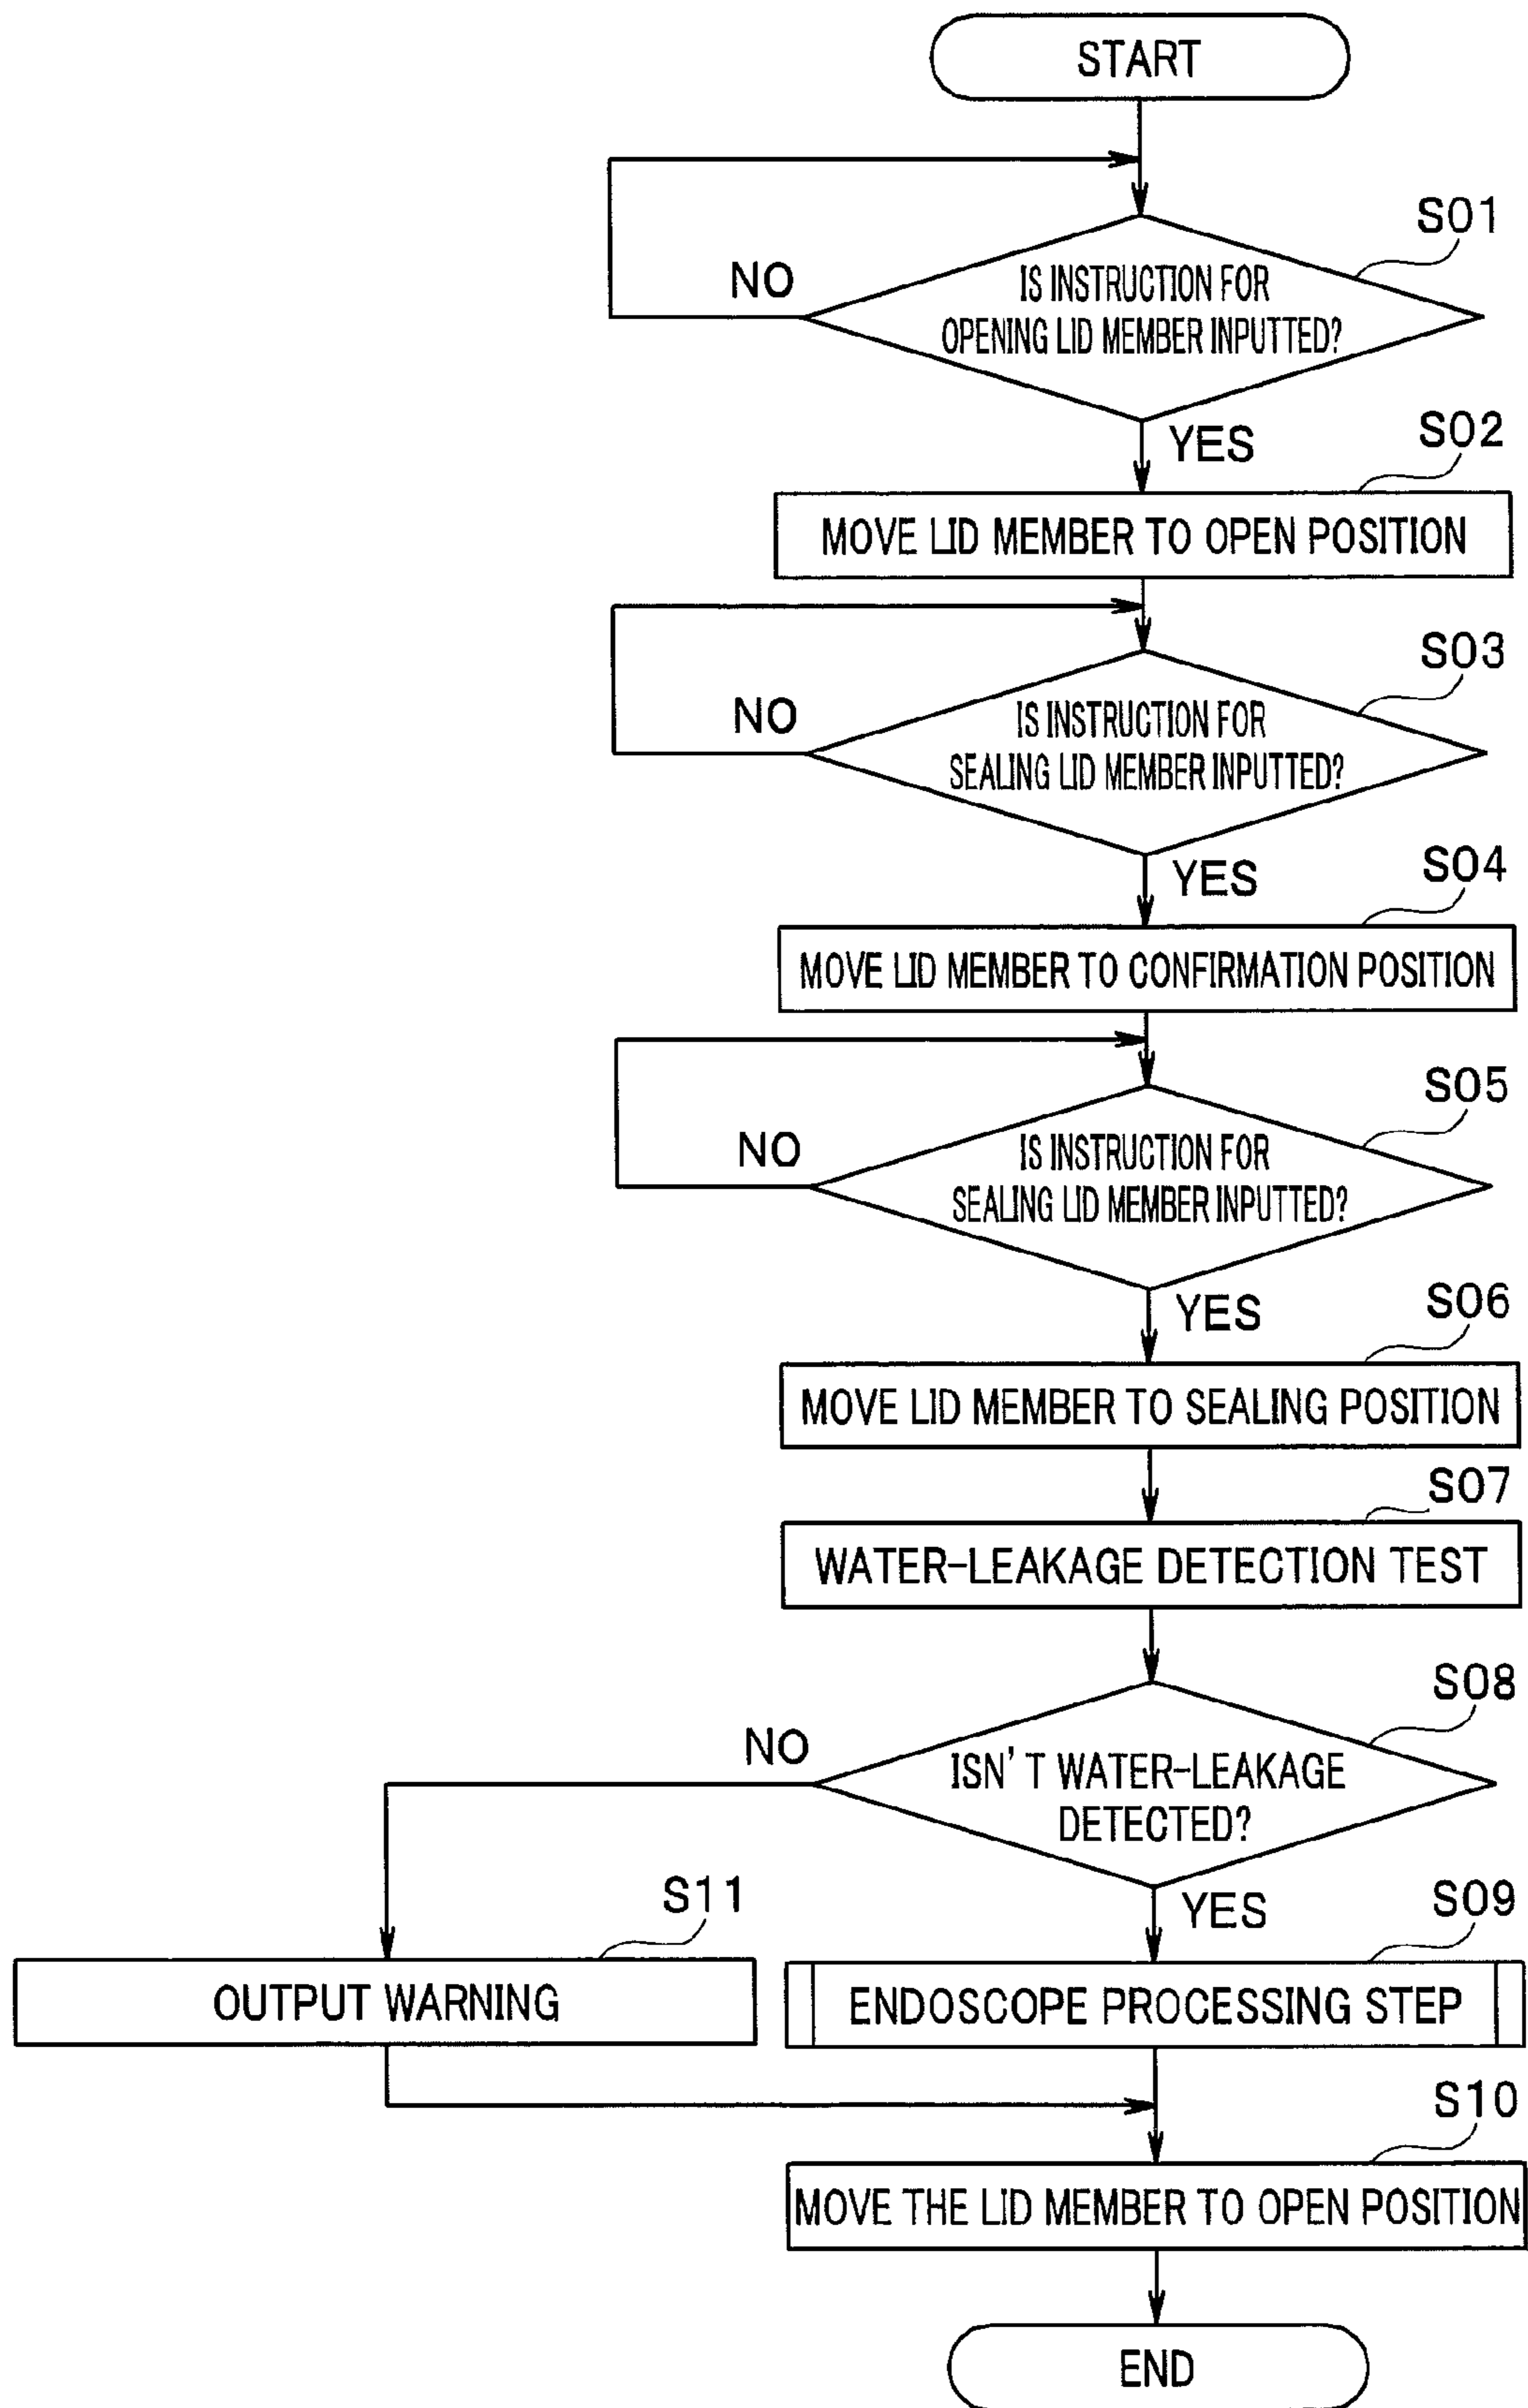 START
S01
NO
IS INSTRUCTION FOR
OPENING LID MEMBER INPUTTED?
YES
S02
MOVE LID MEMBER TO OPEN POSITION
S03
NO
IS INSTRUCTION FOR
SEALING LID MEMBER INPUTTED?
YES
S04
MOVE LID MEMBER TO CONFIRMATION POSITION
S05
NO
IS INSTRUCTION FOR
SEALING LID MEMBER INPUTTED?
YES
S06
MOVE LID MEMBER TO SEALING POSITION
S07
WATER-LEAKAGE DETECTION TEST
S08
NO
ISN'T WATER-LEAKAGE
DETECTED?
S11
YES
S09
OUTPUT WARNING
ENDOSCOPE PROCESSING STEP
S10
MOVE THE LID MEMBER TO OPEN POSITION
END